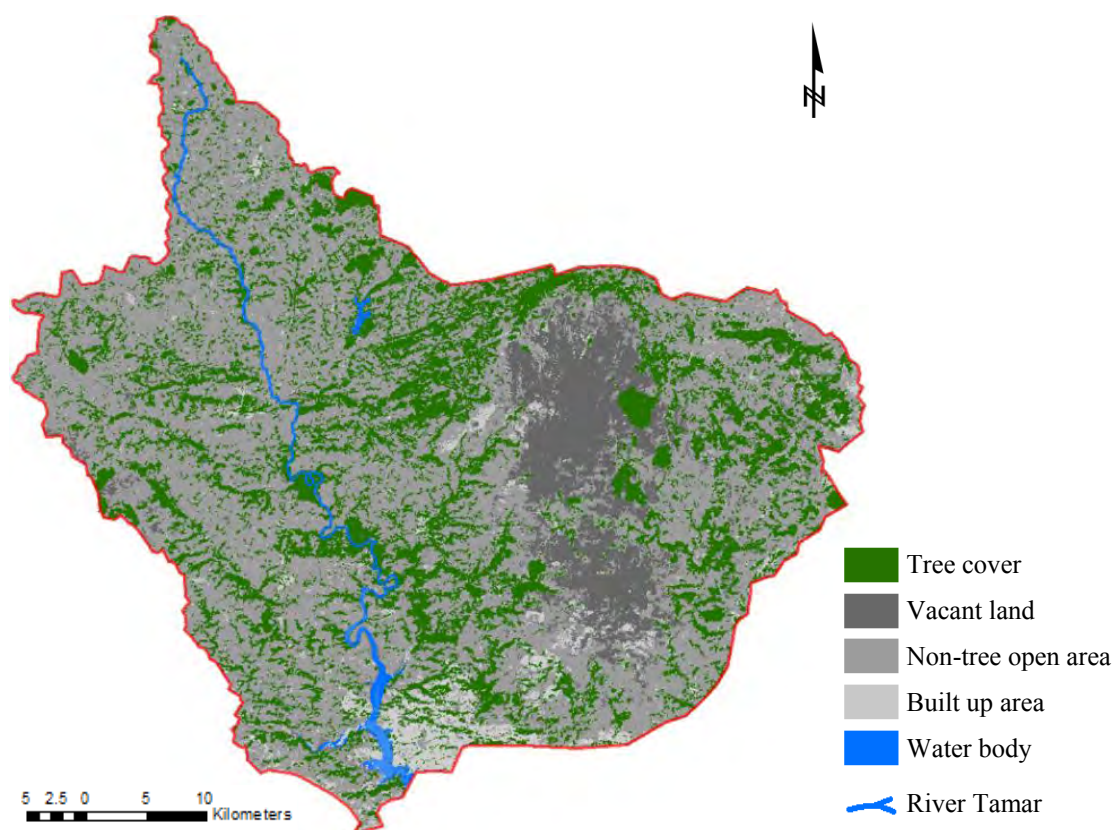 N
Tree cover
Vacant land
Non-tree open area
Built up area
Water body
River Tamar
5 2.5 0 5 10
Kilometers